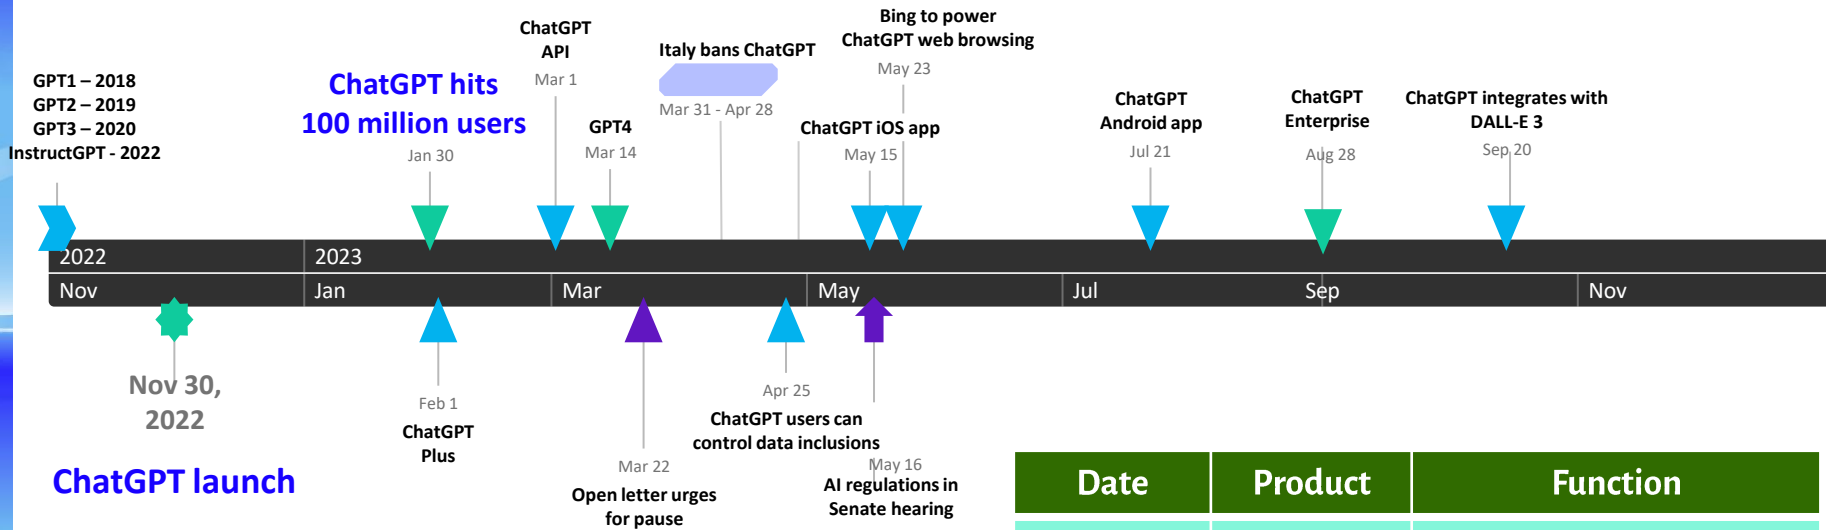 GPT1 – 2018
GPT2 – 2019
GPT3 – 2020
InstructGPT - 2022
ChatGPT hits
100 million users
Jan 30
ChatGPT
API
Mar 1
GPT4
Mar 14
Italy bans ChatGPT
Mar 31 - Apr 28
ChatGPT iOS app
May 15
Bing to power
ChatGPT web browsing
May 23
ChatGPT
Android app
Jul 21
ChatGPT
Enterprise
Aug 28
ChatGPT integrates with
DALL-E 3
Sep 20
2022
2023
Nov
Jan
Mar
May
Jul
Sep
Nov
Nov 30,
2022
ChatGPT launch
Feb 1
ChatGPT
Plus
Mar 22
Open letter urges
for pause
Apr 25
ChatGPT users can
control data inclusions
May 16
AI regulations in
Senate hearing
Date
Product
Function